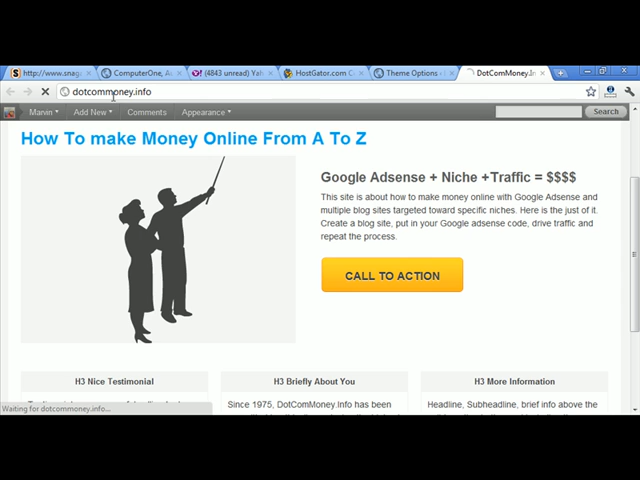 http://www.snag
ComputerOne, Ac
(4843 unread) Yah
HostGator.com C
Theme Options
DotComMoney.In
dotcommoney.info
Marvin
Add New
Comments
Appearance
Search
How To make Money Online From A To Z
Google Adsense + Niche +Traffic = $$$$
This site is about how to make money online with Google Adsense and
multiple blog sites targeted toward specific niches. Here is the just of it.
Create a blog site, put in your Google adsense code, drive traffic and
repeat the process.
CALL TO ACTION
H3 Nice Testimonial
H3 Briefly About You
H3 More Information
Since 1975, DotComMoney.Info has been
Headline, Subheadline, brief info above the
Waiting for dotcommoney.info...